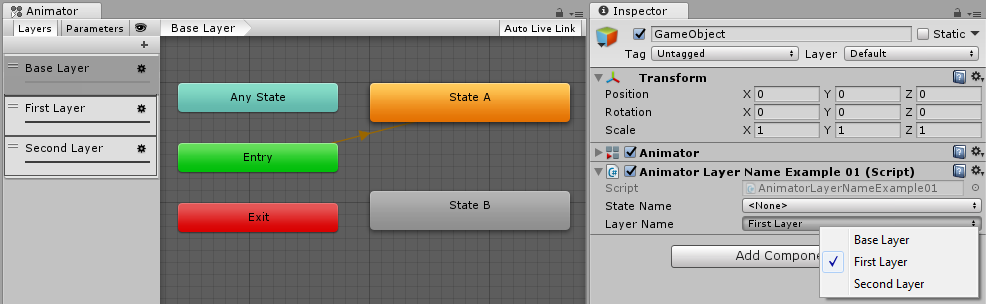 Animator
Layers Parameters Base Layer Auto Live Link
Base Layer
First Layer
Second Layer
Any State
State A
Entry
State B
Exit
Inspector
GameObject Static
Tag Untagged Layer Default
Transform
Position X 0 Y 0 Z 0
Rotation X 0 Y 0 Z 0
Scale X 1 Y 1 Z 1
Animator
Animator Layer Name Example 01 (Script)
Script AnimatorLayerNameExample01
State Name <None>
Layer Name First Layer
Add Compone
Base Layer
First Layer
Second Layer